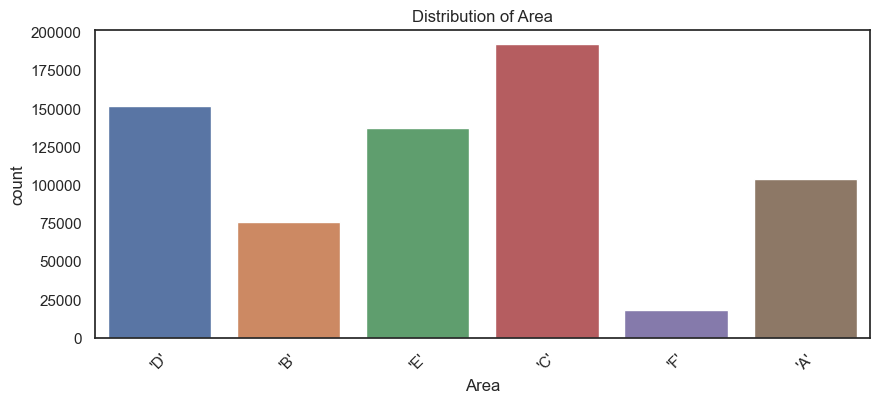 Distribution of Area
200000
175000
150000
125000
100000
75000
50000
25000
0
count
'D' 'B' 'E' 'C' 'F' 'A'
Area